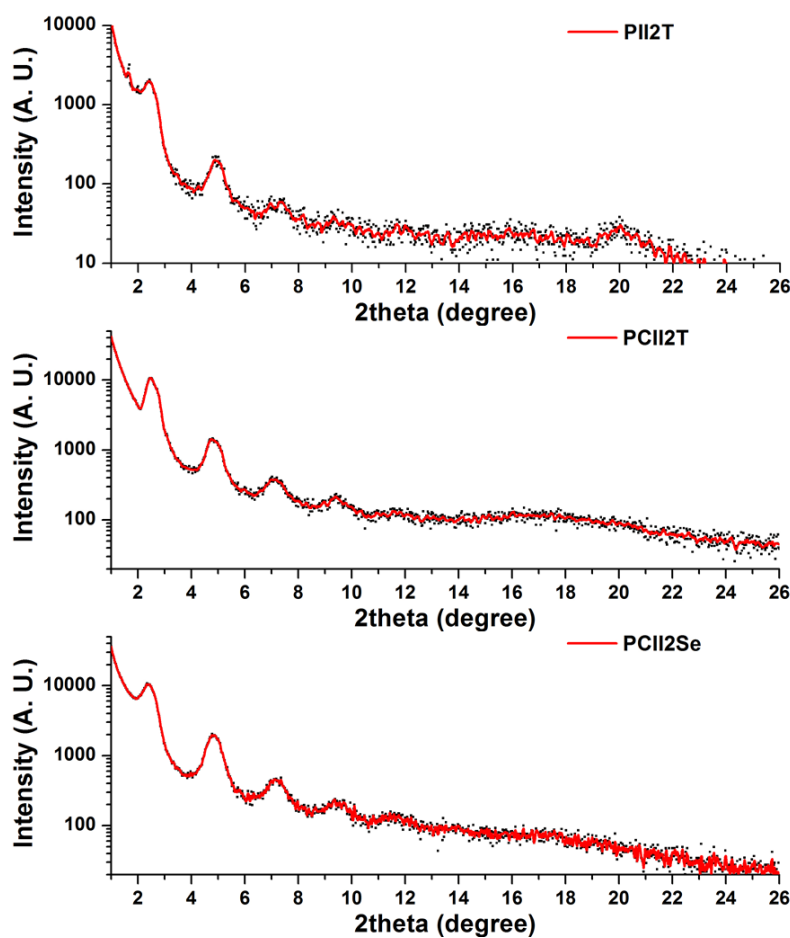 PII2T
Intensity (A. U.)
10000
1000
100
10
2 4 6 8 10 12 14 16 18 20 22 24 26
2theta (degree)
PCII2T
Intensity (A. U.)
10000
1000
100
2 4 6 8 10 12 14 16 18 20 22 24 26
2theta (degree)
PCII2Se
Intensity (A. U.)
10000
1000
100
2 4 6 8 10 12 14 16 18 20 22 24 26
2theta (degree)